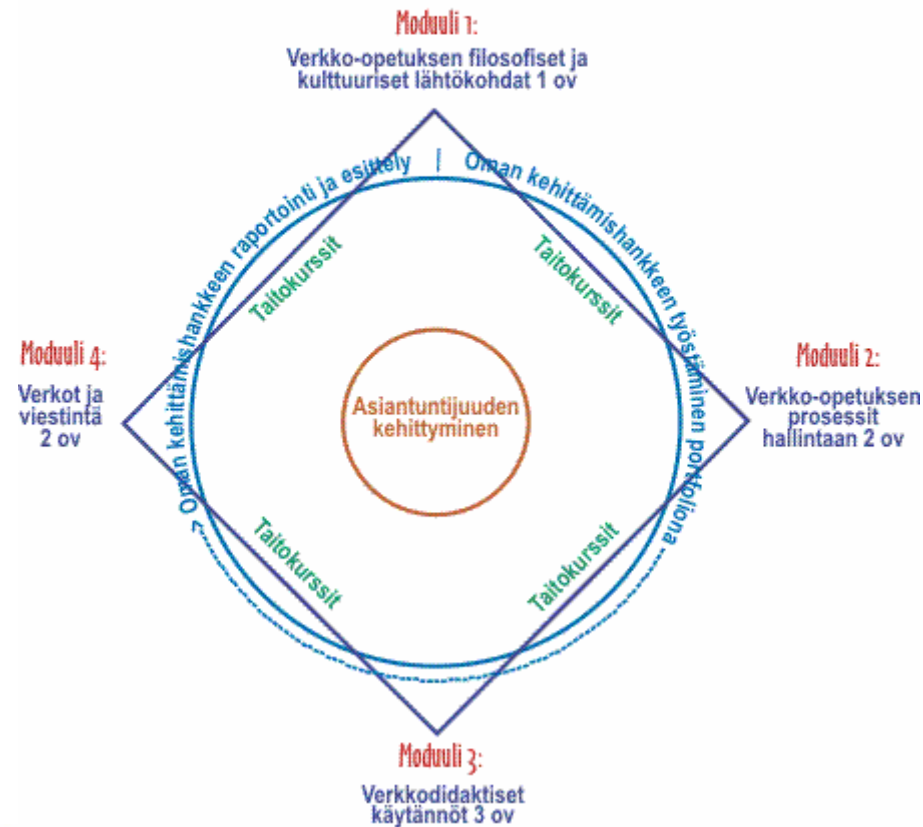 Moduuli 1:
Verkko-opetuksen filosofiset ja
kulttuuriset lähtökohdat 1 ov
Oman kehittämishankkeen raportointi ja esittely
|
Oman kehittämishankkeen työstäminen portfoliona
Taitokurssit
Taitokurssit
Moduuli 4:
Verkot ja
viestintä
2 ov
Asiantuntijuuden
kehittyminen
Moduuli 2:
Verkko-opetuksen
prosessit
hallintaan 2 ov
Taitokurssit
Taitokurssit
Moduuli 3:
Verkkodidaktiset
käytännöt 3 ov